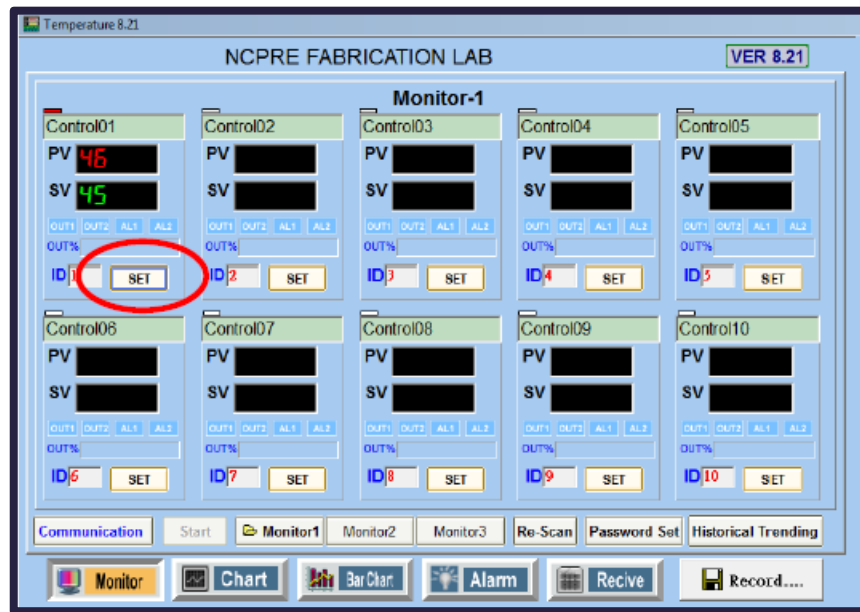 Temperature 8.21
NCPRE FABRICATION LAB
VER 8.21
Monitor-1
Control01 Control02 Control03 Control04 Control05
PV 46 PV PV PV PV
SV 45 SV SV SV SV
OUT1 OUT2 AL1 AL2 OUT1 OUT2 AL1 AL2 OUT1 OUT2 AL1 AL2 OUT1 OUT2 AL1 AL2 OUT1 OUT2 AL1 AL2
OUT% OUT% OUT% OUT% OUT%
ID 1 SET ID 2 SET ID 3 SET ID 4 SET ID 5 SET
Control06 Control07 Control08 Control09 Control10
PV PV PV PV PV
SV SV SV SV SV
OUT1 OUT2 AL1 AL2 OUT1 OUT2 AL1 AL2 OUT1 OUT2 AL1 AL2 OUT1 OUT2 AL1 AL2 OUT1 OUT2 AL1 AL2
OUT% OUT% OUT% OUT% OUT%
ID 6 SET ID 7 SET ID 8 SET ID 9 SET ID 10 SET
Communication Start Monitor1 Monitor2 Monitor3 Re-Scan Password Set Historical Trending
Monitor Chart Bar Chart Alarm Recive Record....